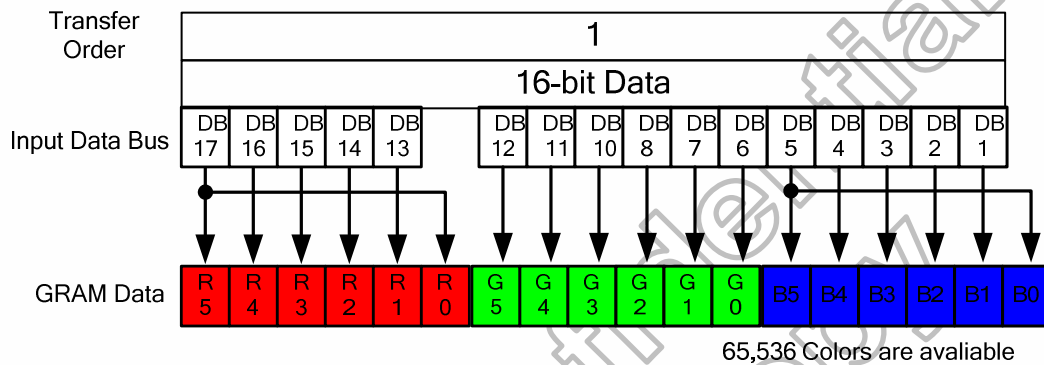 Transfer Order
1
16-bit Data
Input Data Bus
DB 17 DB 16 DB 15 DB 14 DB 13 DB 12 DB 11 DB 10 DB 8 DB 7 DB 6 DB 5 DB 4 DB 3 DB 2 DB 1
GRAM Data
R 5 R 4 R 3 R 2 R 1 R 0 G 5 G 4 G 3 G 2 G 1 G 0 B5 B4 B3 B2 B1 B0
65,536 Colors are avaliable